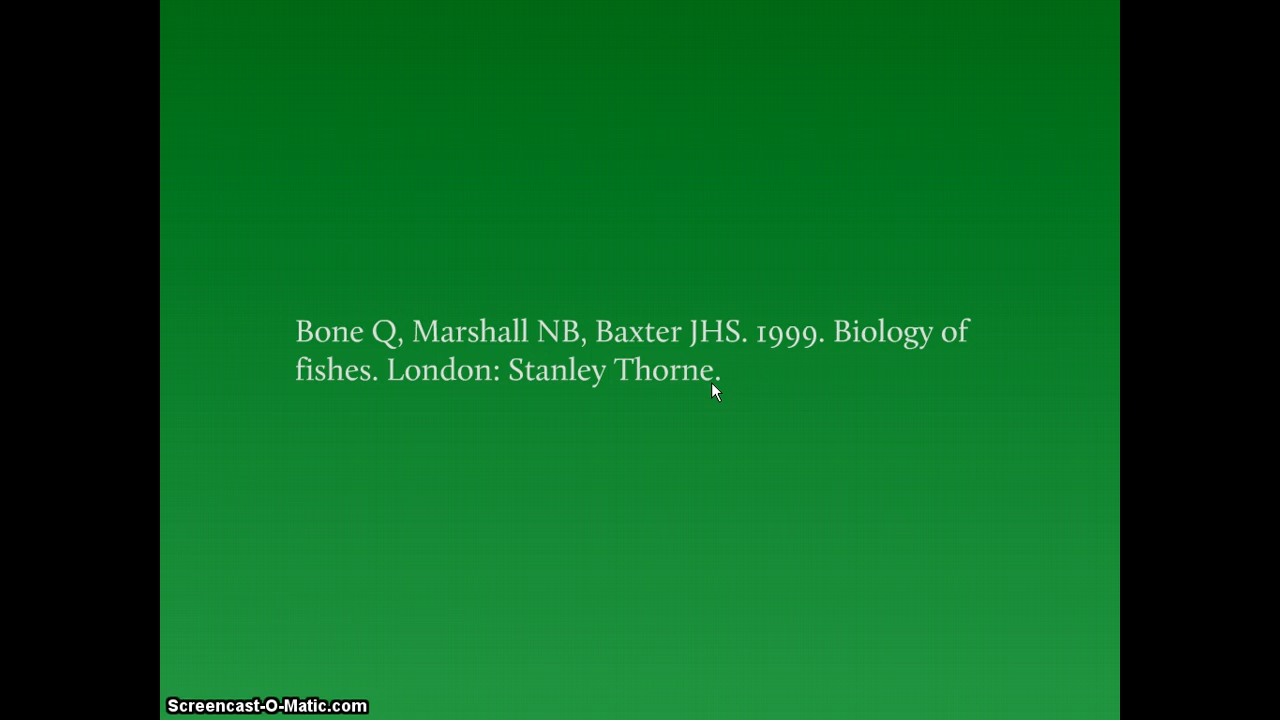 Bone Q, Marshall NB, Baxter JHS. 1999. Biology of
fishes. London: Stanley Thorne.
Screencast-O-Matic.com